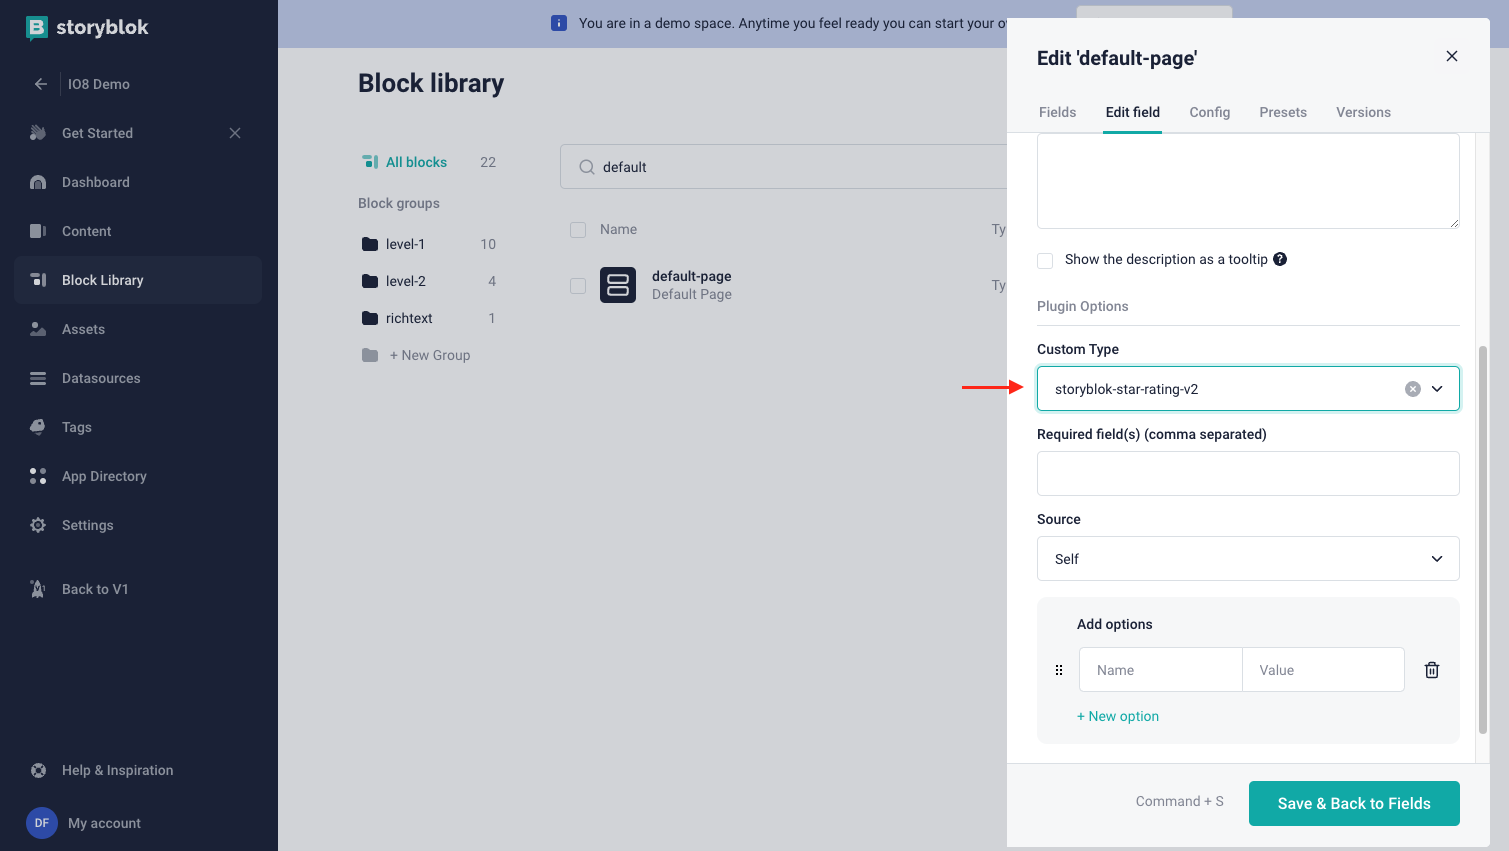 storyblok
IO8 Demo
Get Started
Dashboard
Content
Block Library
Assets
Datasources
Tags
App Directory
Settings
Back to V1
Help & Inspiration
DF
My account
You are in a demo space. Anytime you feel ready you can start your
Block library
All blocks 22
Block groups
level-1 10
level-2 4
richtext 1
+ New Group
default
Name
Ty
default-page
Default Page
Ty
Edit 'default-page'
Fields Edit field Config Presets Versions
Show the description as a tooltip ?
Plugin Options
Custom Type
storyblok-star-rating-v2
Required field(s) (comma separated)
Source
Self
Add options
Name Value
+ New option
Command + S
Save & Back to Fields